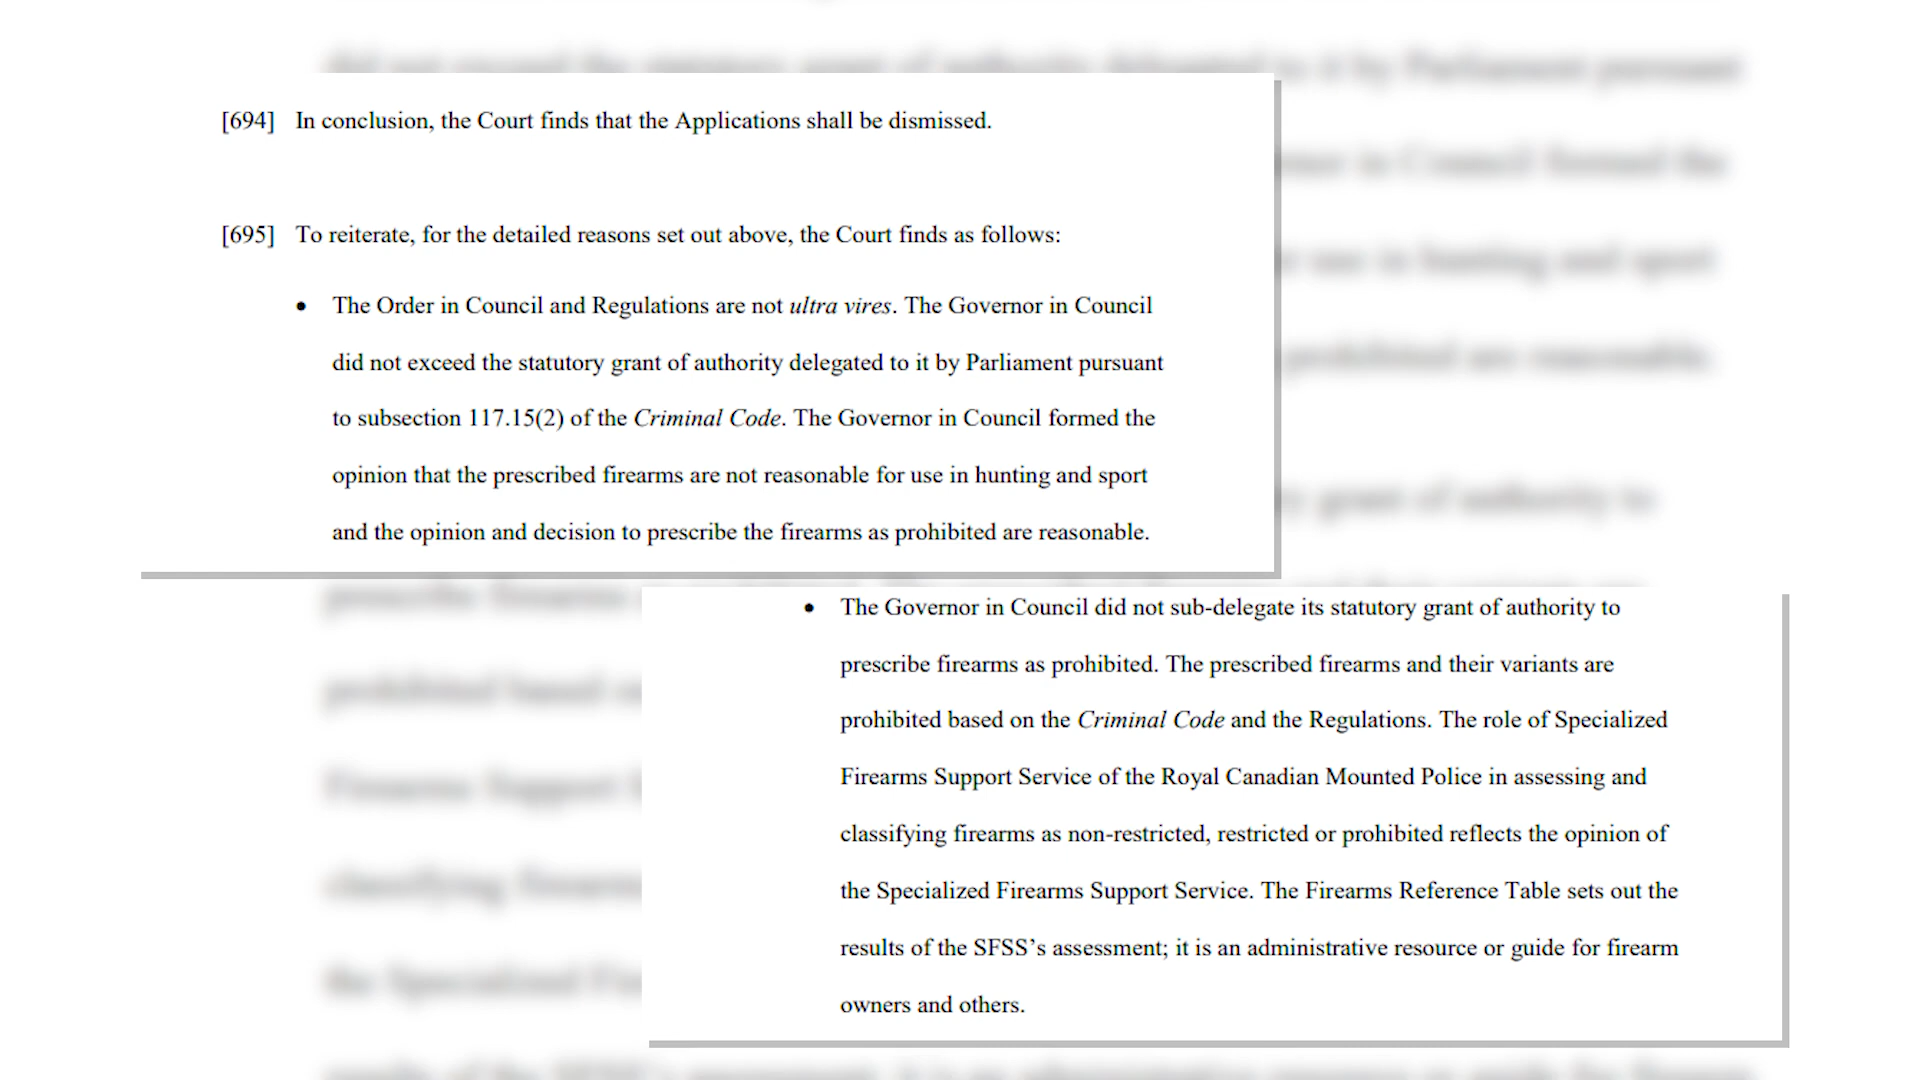 [694] In conclusion, the Court finds that the Applications shall be dismissed.
[695] To reiterate, for the detailed reasons set out above, the Court finds as follows:
• The Order in Council and Regulations are not ultra vires. The Governor in Council
did not exceed the statutory grant of authority delegated to it by Parliament pursuant
to subsection 117.15(2) of the Criminal Code. The Governor in Council formed the
opinion that the prescribed firearms are not reasonable for use in hunting and sport
and the opinion and decision to prescribe the firearms as prohibited are reasonable.
• The Governor in Council did not sub-delegate its statutory grant of authority to
prescribe firearms as prohibited. The prescribed firearms and their variants are
prohibited based on the Criminal Code and the Regulations. The role of Specialized
Firearms Support Service of the Royal Canadian Mounted Police in assessing and
classifying firearms as non-restricted, restricted or prohibited reflects the opinion of
the Specialized Firearms Support Service. The Firearms Reference Table sets out the
results of the SFSS’s assessment; it is an administrative resource or guide for firearm
owners and others.